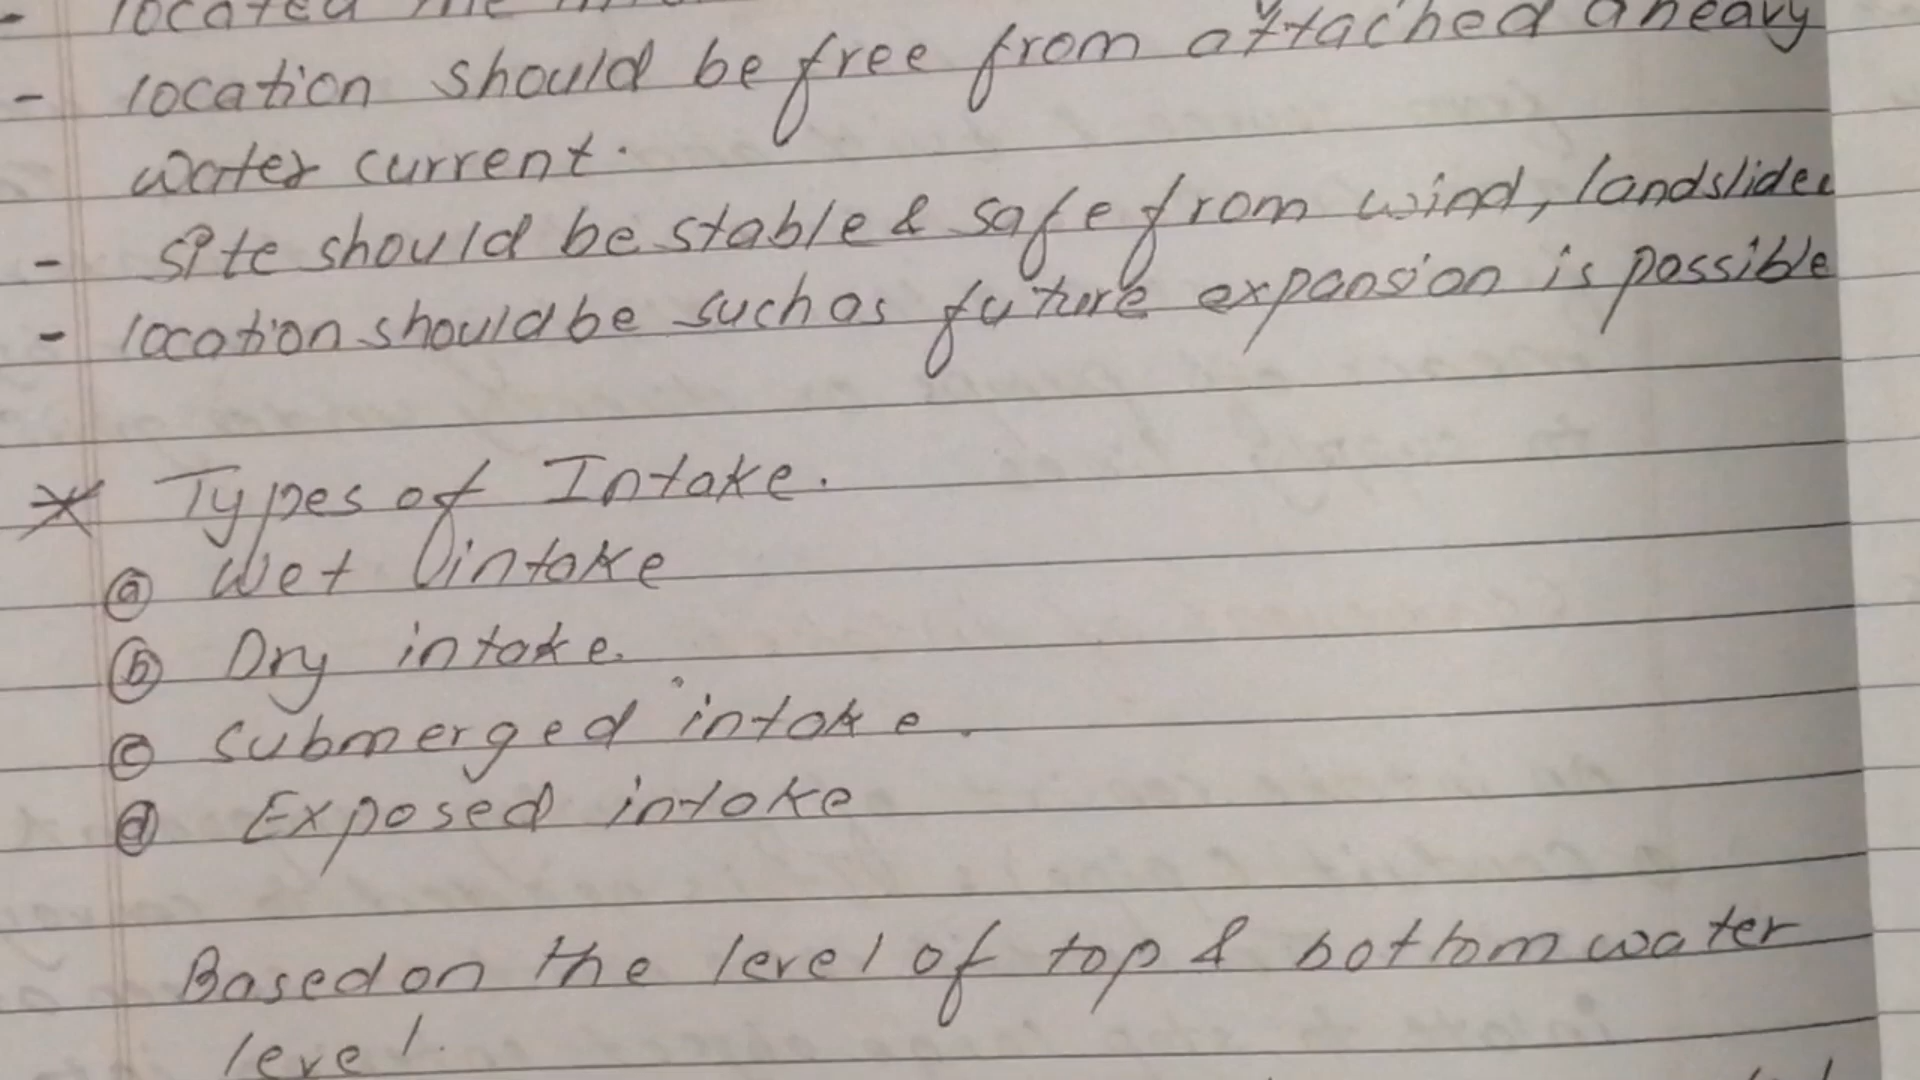 - located
- location should be free from attached a heavy
water current.
- site should be stable & safe from wind, landslides
- location should be such as future expansion is possible
* Types of Intake.
(a) Wet intake
(b) Dry intake.
(c) submerged intake.
(d) Exposed intake
Based on the level of top & bottom water
level.